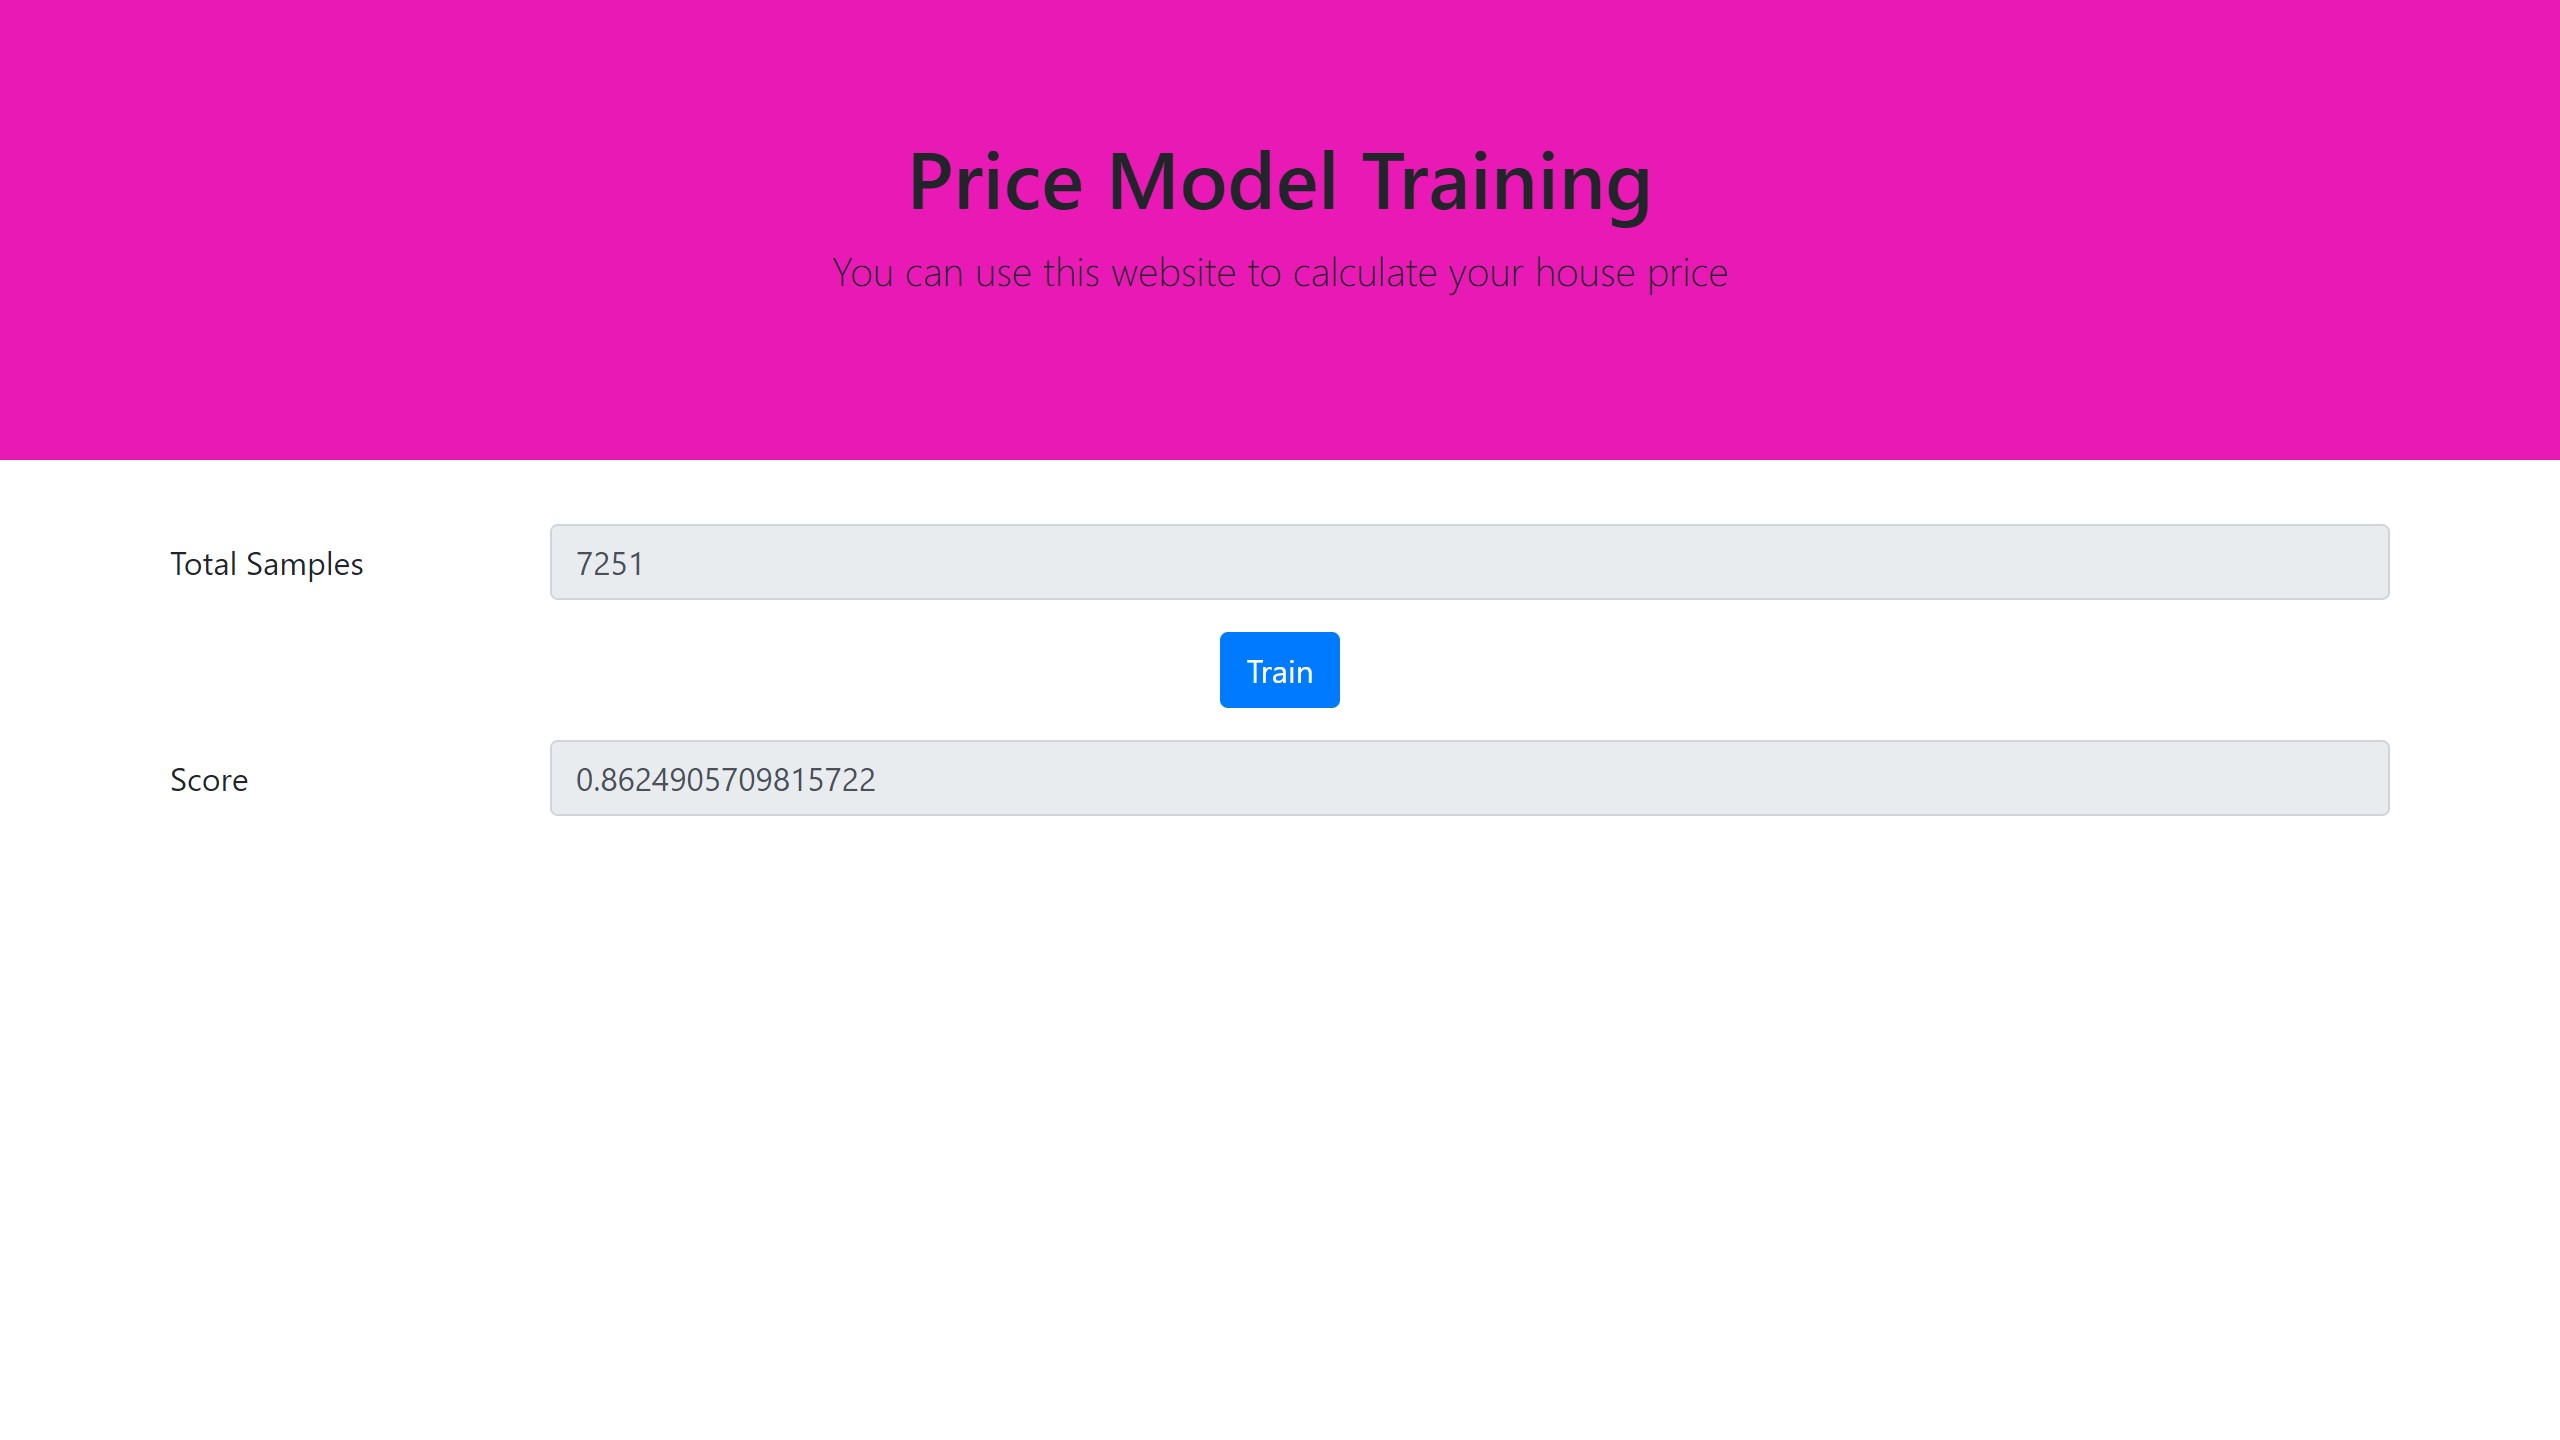 Price Model Training
You can use this website to calculate your house price
Total Samples
7251
Train
Score
0.8624905709815722